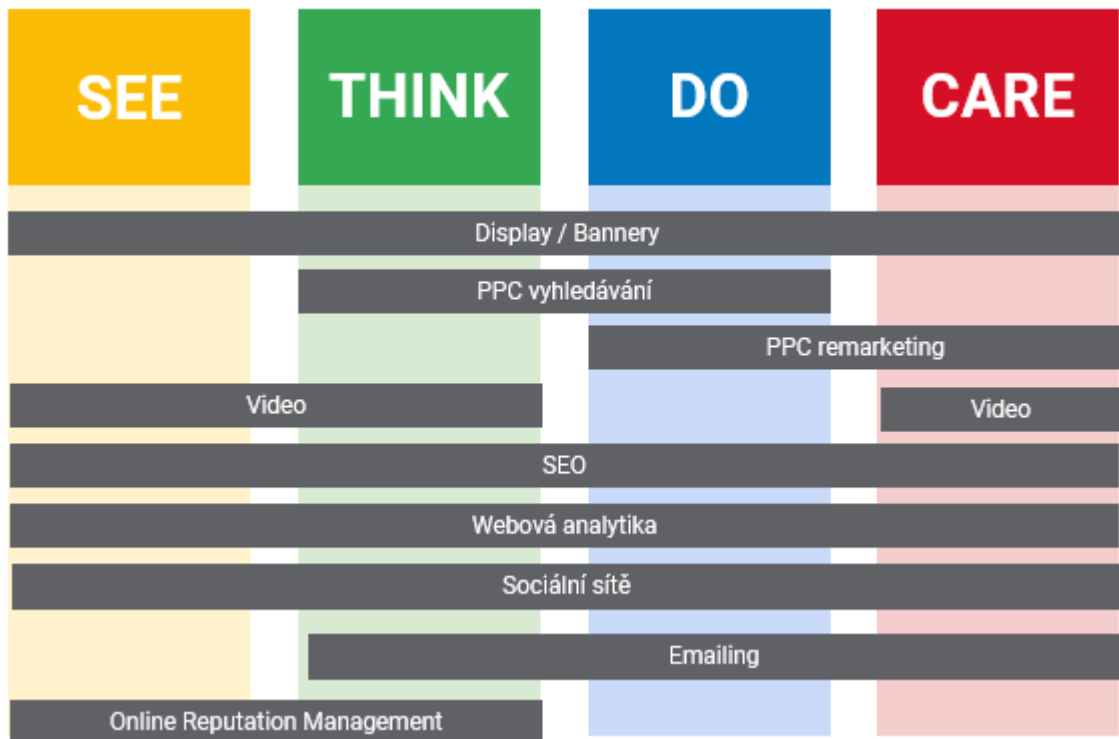 SEE
THINK
DO
CARE
Display / Bannery
PPC vyhledávání
PPC remarketing
Video
Video
SEO
Webová analytika
Sociální sítě
Emailing
Online Reputation Management